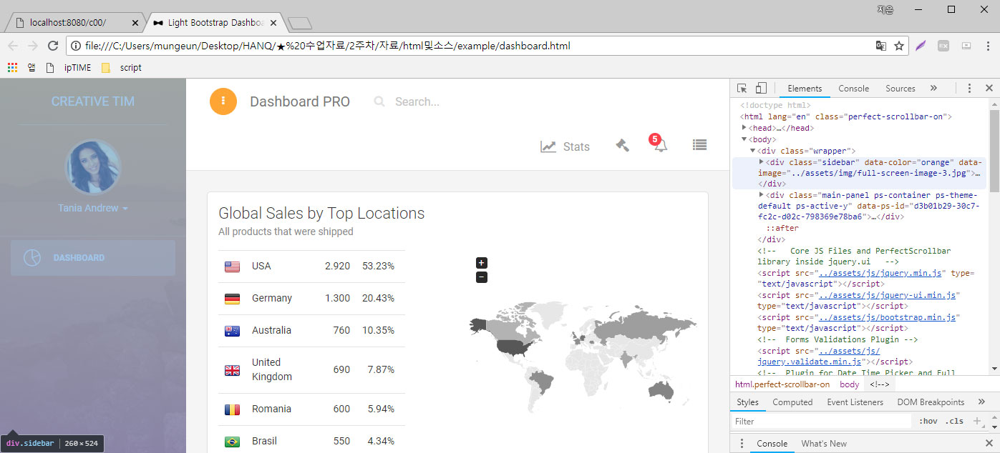 지운
localhost:8080/c00/
Light Bootstrap Dashbo
file:///C:/Users/mungeun/Desktop/HANQ/★%20수업자료/2주차/자료/html및소스/example/dashboard.html
앱 ipTIME script
CREATIVE TIM
Tania Andrew
DASHBOARD
div.sidebar 260×524
Dashboard PRO Search...
Stats 5
Global Sales by Top Locations
All products that were shipped
USA 2.920 53.23%
Germany 1.300 20.43%
Australia 760 10.35%
United
Kingdom 690 7.87%
Romania 600 5.94%
Brasil 550 4.34%
+
−
Elements Console Sources »
<!doctype html>
<html lang="en" class="perfect-scrollbar-on">
<head>…</head>
<body>
<div class="wrapper">
<div class="sidebar" data-color="orange" data-
image="../assets/img/full-screen-image-3.jpg">…
</div>
<div class="main-panel ps-container ps-theme-
default ps-active-y" data-ps-id="d3b01b29-30c7-
fc2c-d02c-798369e78ba6">…</div>
::after
</div>
<!-- Core JS Files and PerfectScrollbar
library inside jquery.ui -->
<script src="../assets/js/jquery.min.js" type=
"text/javascript"></script>
<script src="../assets/js/jquery-ui.min.js"
type="text/javascript"></script>
<script src="../assets/js/bootstrap.min.js"
type="text/javascript"></script>
<!-- Forms Validations Plugin -->
<script src="../assets/js/
jquery.validate.min.js"></script>
<!-- Plugin for Date Time Picker and Full
html.perfect-scrollbar-on body <!-->
Styles Computed Event Listeners DOM Breakpoints »
Filter :hov .cls +
Console What's New